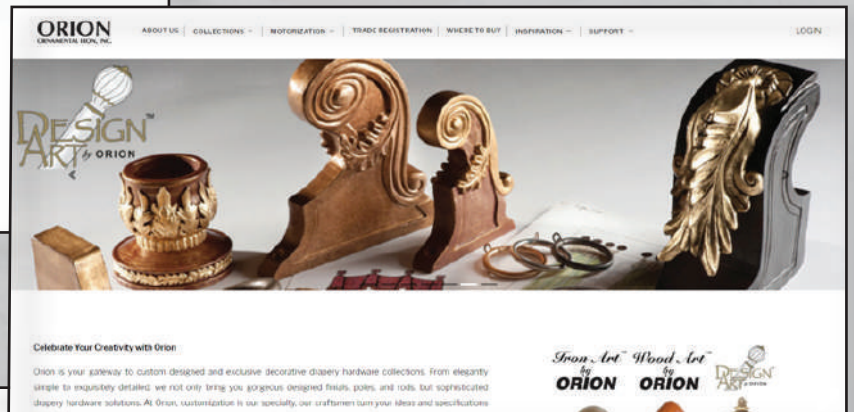 ORION
ORNAMENTAL IRON, INC.
ABOUT US COLLECTIONS MOTORIZATION TRADE REGISTRATION WHERE TO BUY INSPIRATION SUPPORT LOGIN
DESIGN™
ART by ORION
Celebrate Your Creativity with Orion
Orion is your gateway to custom designed and exclusive decorative drapery hardware collections. From elegantly
simple to exquisitely detailed, we not only bring you gorgeous designed finials, poles, and rods, but sophisticated
drapery hardware solutions. At Orion, customization is our specialty, our craftsmen turn your ideas and specifications
Iron Art™ by ORION
Wood Art™ by ORION
DESIGN
ART by ORION